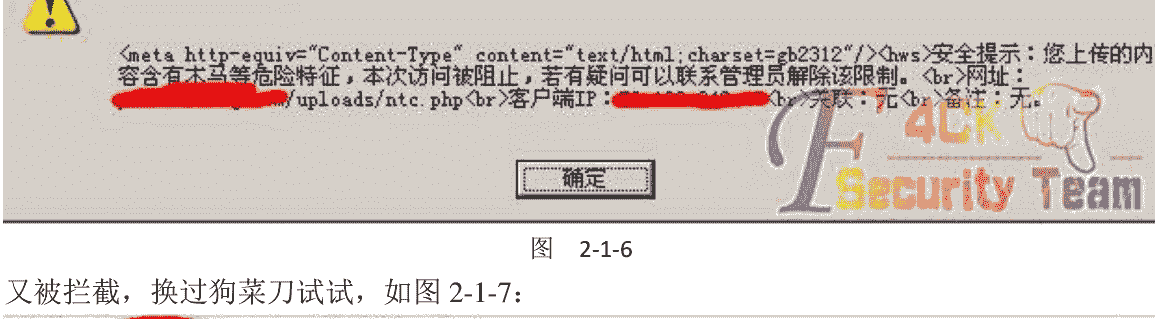 <meta http-equiv="Content-Type" content="text/html;charset=gb2312"/><hws>安全提示：您上传的内
容含有木马等危险特征，本次访问被阻止，若有疑问可以联系管理员解除该限制。<br>网址：
/uploads/ntc.php<br>客户端IP：<br>关联：无<br>备注：无。
F4CK
Security Team
确定
图 2-1-6
又被拦截，换过狗菜刀试试，如图 2-1-7：